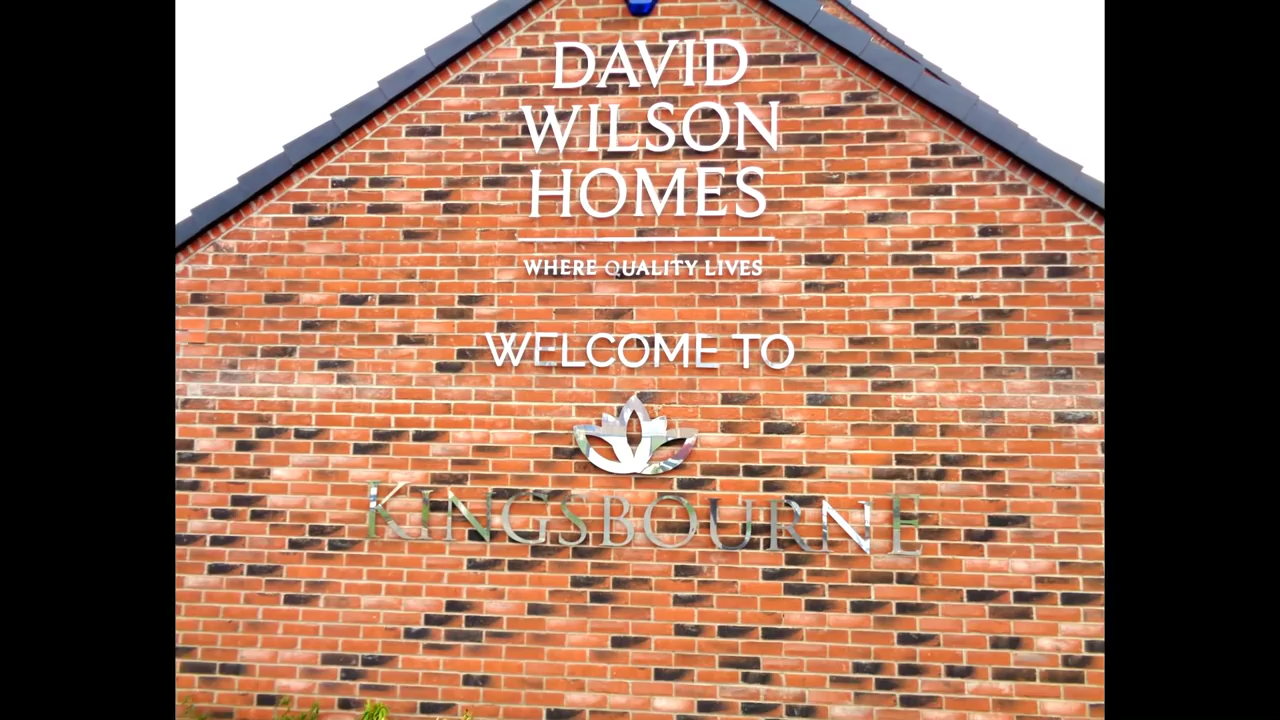 DAVID
WILSON
HOMES
WHERE QUALITY LIVES
WELCOME TO
KINGSBOURNE